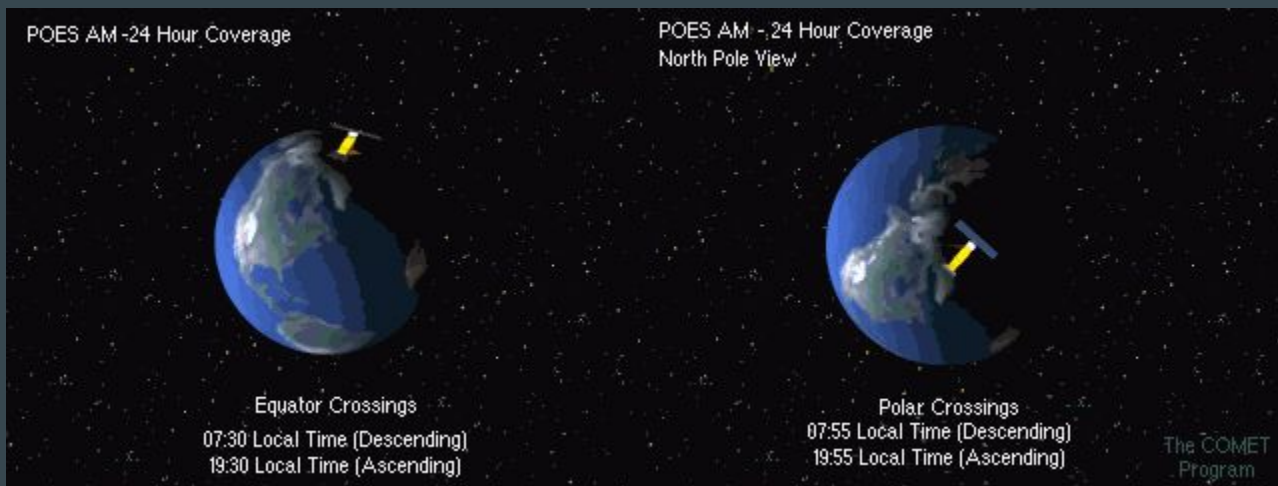 POES AM -24 Hour Coverage
Equator Crossings
07:30 Local Time (Descending)
19:30 Local Time (Ascending)
POES AM - 24 Hour Coverage
North Pole View
Polar Crossings
07:55 Local Time (Descending)
19:55 Local Time (Ascending)
The COMET
Program